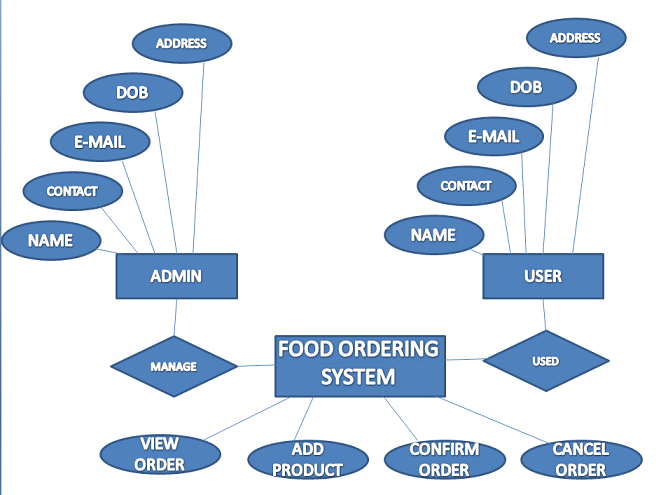 ADDRESS
DOB
E-MAIL
CONTACT
NAME
ADMIN
MANAGE
ADDRESS
DOB
E-MAIL
CONTACT
NAME
USER
USED
FOOD ORDERING
SYSTEM
VIEW
ORDER
ADD
PRODUCT
CONFIRM
ORDER
CANCEL
ORDER